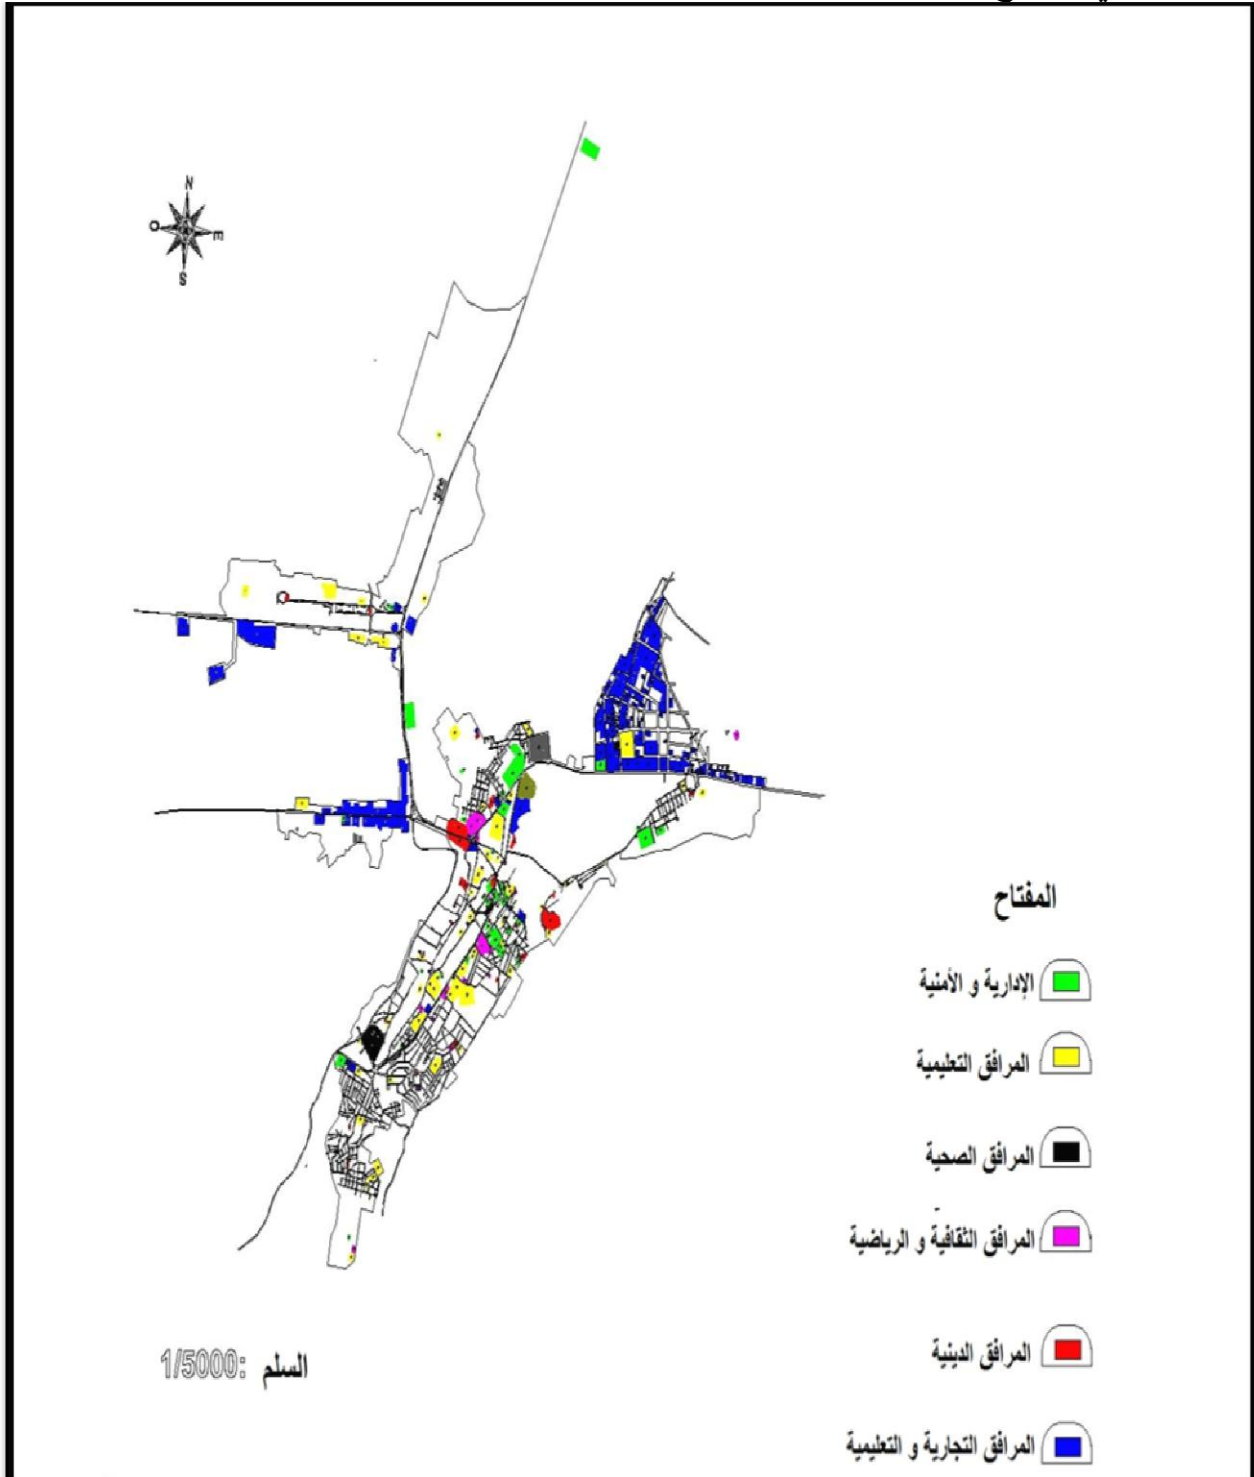 N
O
E
S
المفتاح
الإدارية و الأمنية
المرافق التعليمية
المرافق الصحية
المرافق الثقافية و الرياضية
المرافق الدينية
المرافق التجارية و التعليمية
السلم :1/5000